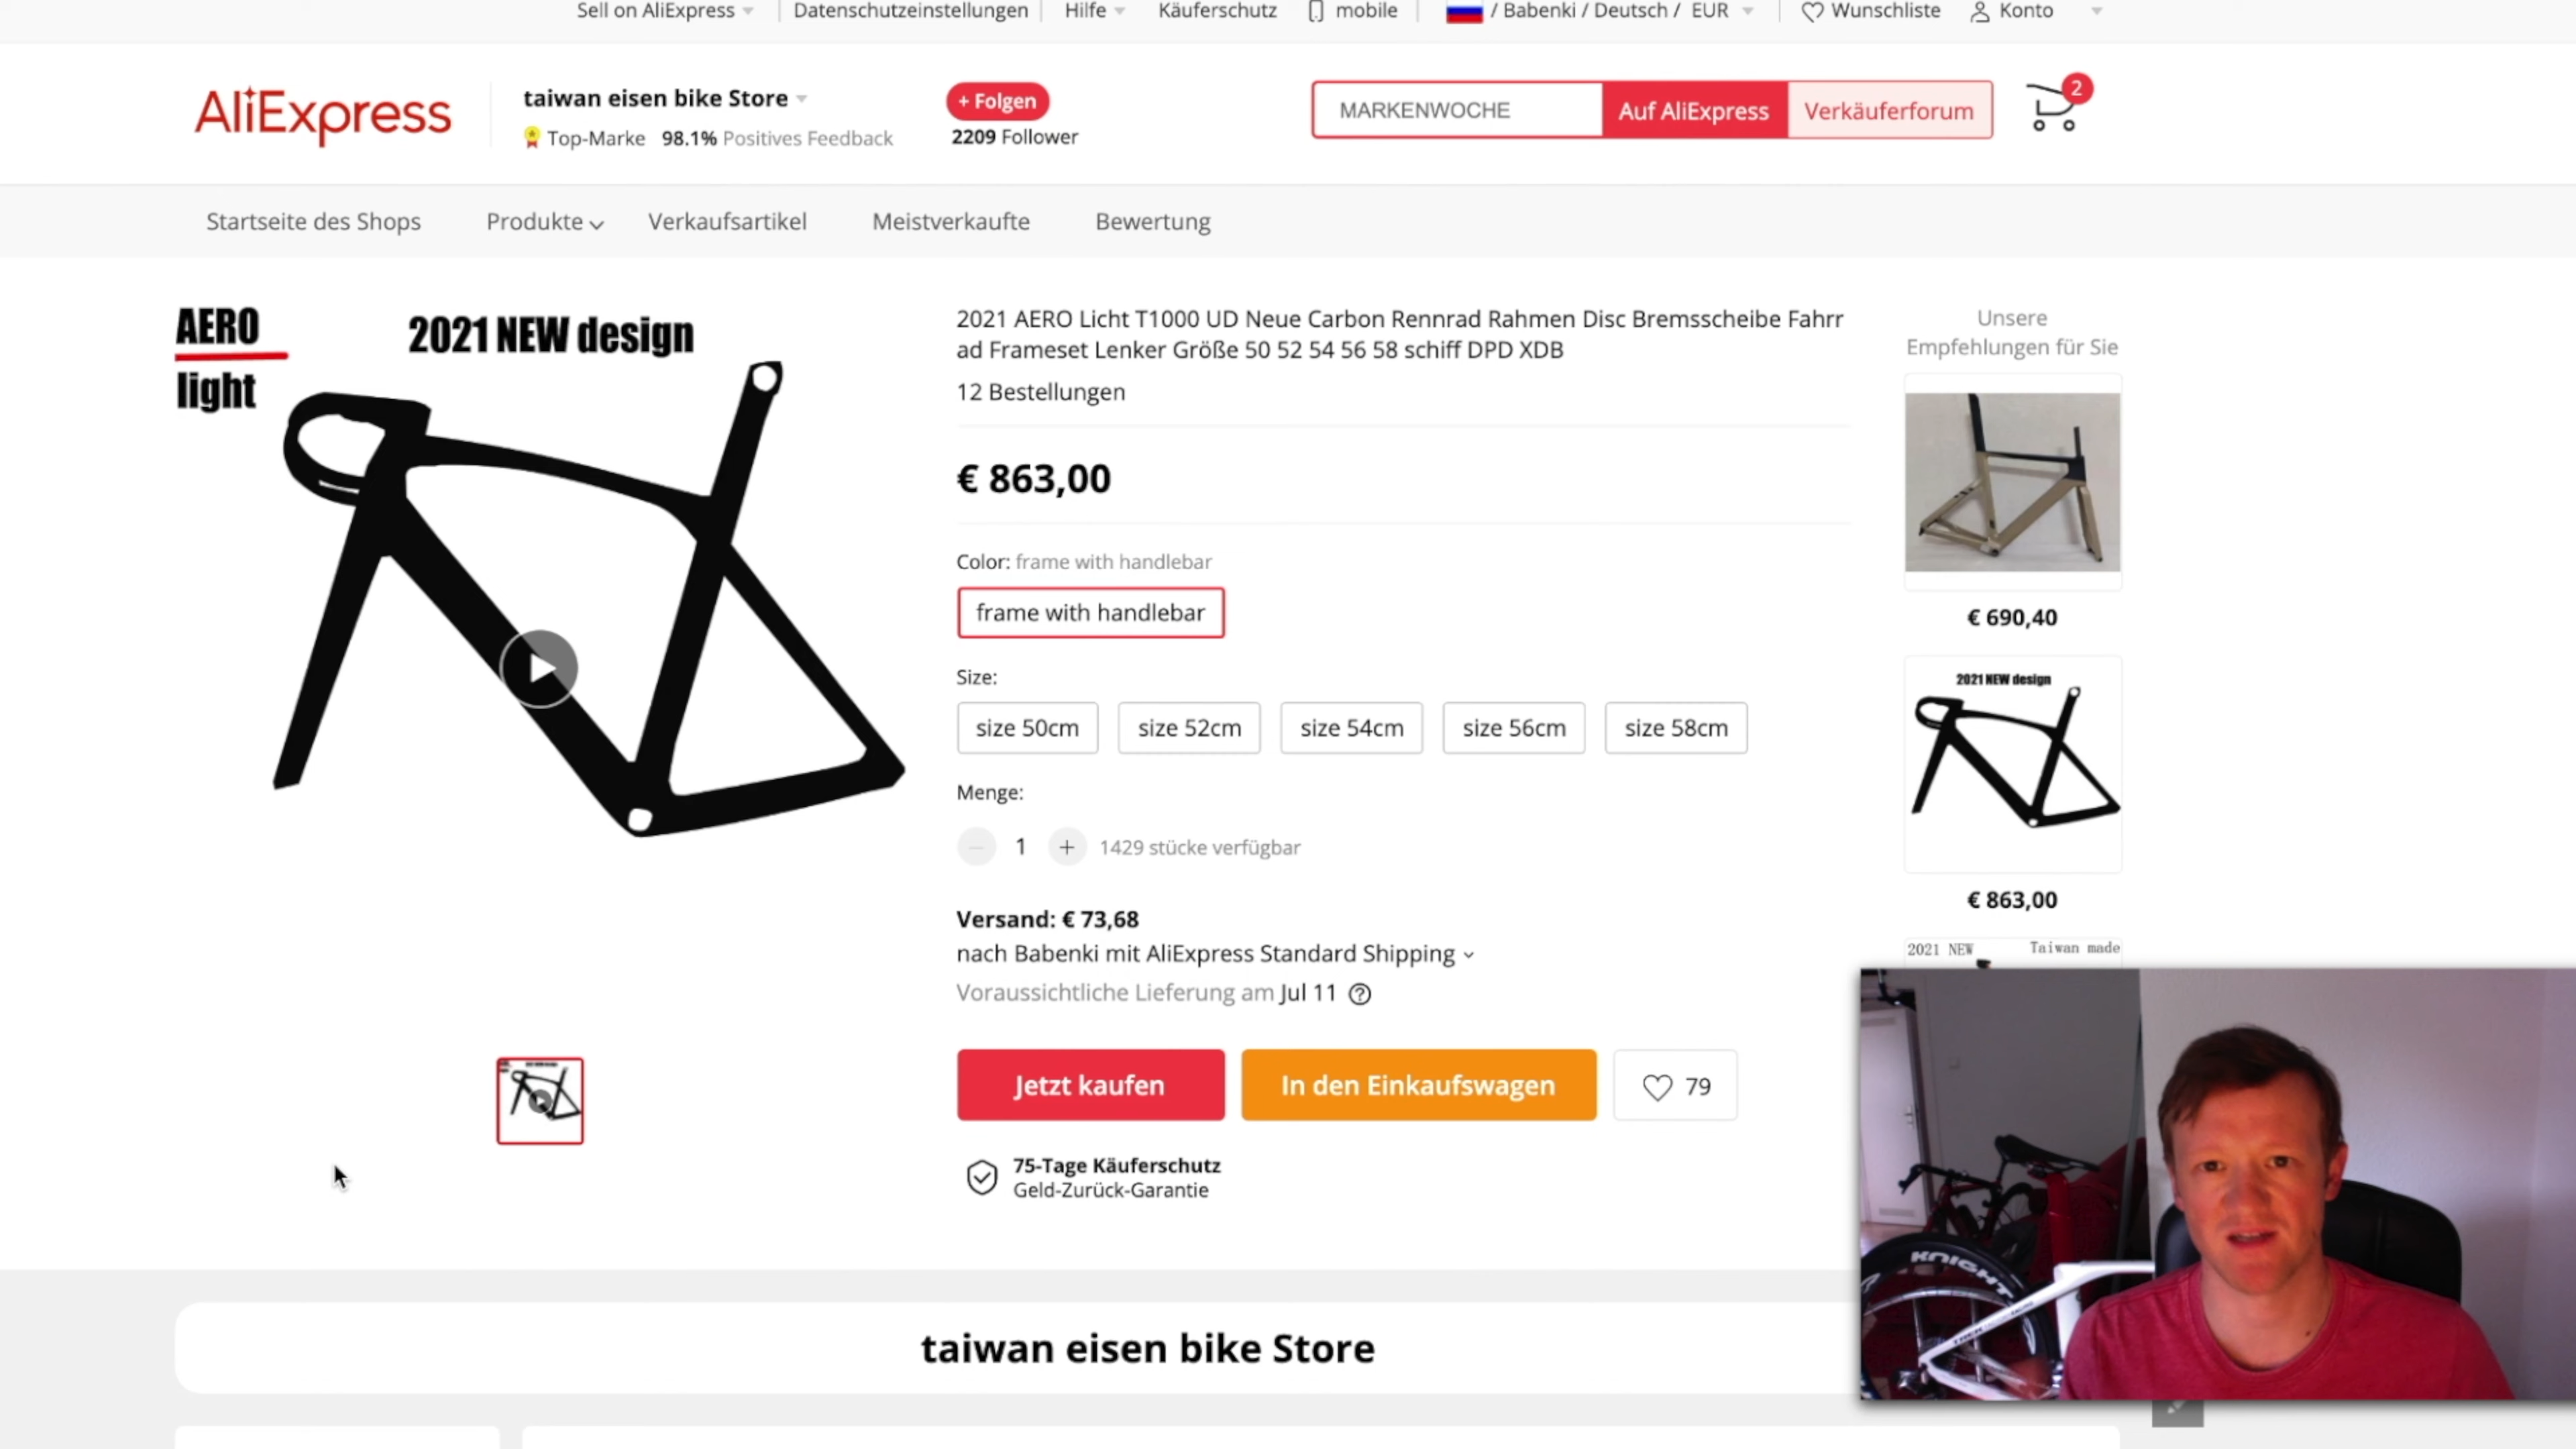 Sell on AliExpress
Datenschutzeinstellungen
Hilfe
Käuferschutz
mobile
/ Babenki / Deutsch / EUR
Wunschliste
Konto
AliExpress
taiwan eisen bike Store
Top-Marke 98.1% Positives Feedback
+ Folgen
2209 Follower
MARKENWOCHE
Auf AliExpress
Verkäuferforum
2
Startseite des Shops
Produkte
Verkaufsartikel
Meistverkaufte
Bewertung
AERO
light
2021 NEW design
2021 AERO Licht T1000 UD Neue Carbon Rennrad Rahmen Disc Bremsscheibe Fahrr
ad Frameset Lenker Größe 50 52 54 56 58 schiff DPD XDB
12 Bestellungen
€ 863,00
Color: frame with handlebar
frame with handlebar
Size:
size 50cm
size 52cm
size 54cm
size 56cm
size 58cm
Menge:
1
1429 stücke verfügbar
Versand: € 73,68
nach Babenki mit AliExpress Standard Shipping
Voraussichtliche Lieferung am Jul 11
Jetzt kaufen
In den Einkaufswagen
79
75-Tage Käuferschutz
Geld-Zurück-Garantie
Unsere
Empfehlungen für Sie
€ 690,40
2021 NEW design
€ 863,00
2021 NEW Taiwan made
KNIGHT
taiwan eisen bike Store